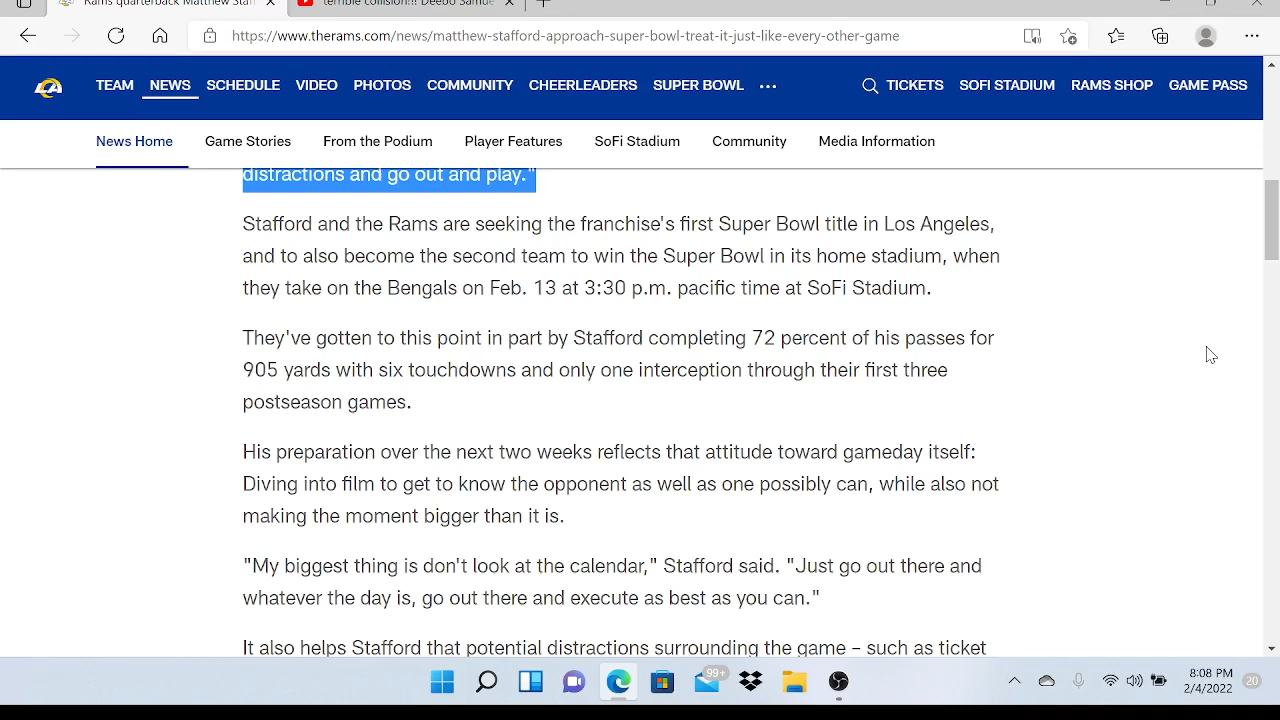 Rams quarterback Matthew Staff
terrible collision!!! Deebo Samue
https://www.therams.com/news/matthew-stafford-approach-super-bowl-treat-it-just-like-every-other-game
LA
TEAM NEWS SCHEDULE VIDEO PHOTOS COMMUNITY CHEERLEADERS SUPER BOWL ... TICKETS SOFI STADIUM RAMS SHOP GAME PASS
News Home Game Stories From the Podium Player Features SoFi Stadium Community Media Information
distractions and go out and play."
Stafford and the Rams are seeking the franchise's first Super Bowl title in Los Angeles,
and to also become the second team to win the Super Bowl in its home stadium, when
they take on the Bengals on Feb. 13 at 3:30 p.m. pacific time at SoFi Stadium.
They've gotten to this point in part by Stafford completing 72 percent of his passes for
905 yards with six touchdowns and only one interception through their first three
postseason games.
His preparation over the next two weeks reflects that attitude toward gameday itself:
Diving into film to get to know the opponent as well as one possibly can, while also not
making the moment bigger than it is.
"My biggest thing is don't look at the calendar," Stafford said. "Just go out there and
whatever the day is, go out there and execute as best as you can."
It also helps Stafford that potential distractions surrounding the game – such as ticket
99+
8:08 PM
2/4/2022
20